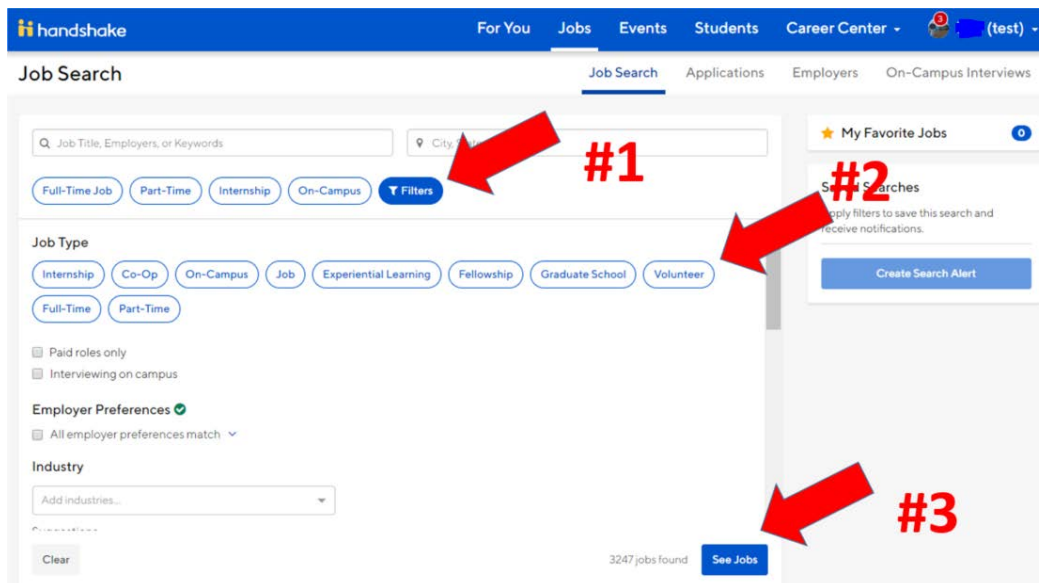 handshake For You Jobs Events Students Career Center 3 (test)
Job Search Job Search Applications Employers On-Campus Interviews
Job Title, Employers, or Keywords City, State
My Favorite Jobs 0
#1
#2
Full-Time Job Part-Time Internship On-Campus Filters
Searches
filters to save this search and
receive notifications.
Create Search Alert
Job Type
Internship Co-Op On-Campus Job Experiential Learning Fellowship Graduate School Volunteer
Full-Time Part-Time
Paid roles only
Interviewing on campus
Employer Preferences
All employer preferences match
Industry
Add industries...
#3
Clear 3247 jobs found See Jobs